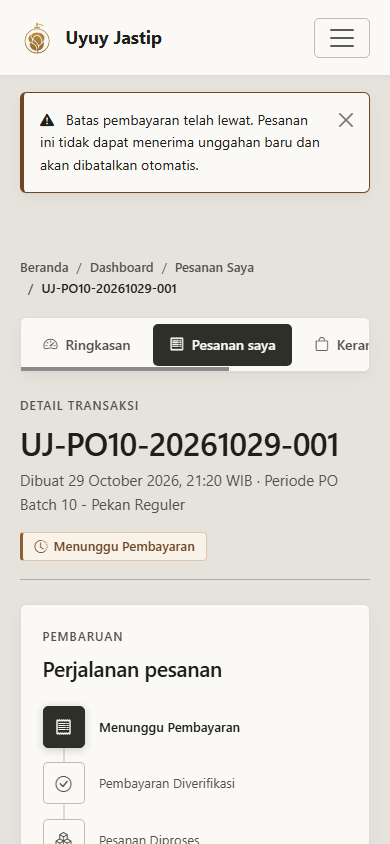 Uyuy Jastip
Batas pembayaran telah lewat. Pesanan
ini tidak dapat menerima unggahan baru dan
akan dibatalkan otomatis.
Beranda / Dashboard / Pesanan Saya
/ UJ-PO10-20261029-001
Ringkasan Pesanan saya Keran
DETAIL TRANSAKSI
UJ-PO10-20261029-001
Dibuat 29 October 2026, 21:20 WIB · Periode PO
Batch 10 - Pekan Reguler
Menunggu Pembayaran
PEMBARUAN
Perjalanan pesanan
Menunggu Pembayaran
Pembayaran Diverifikasi
Pesanan Diproses